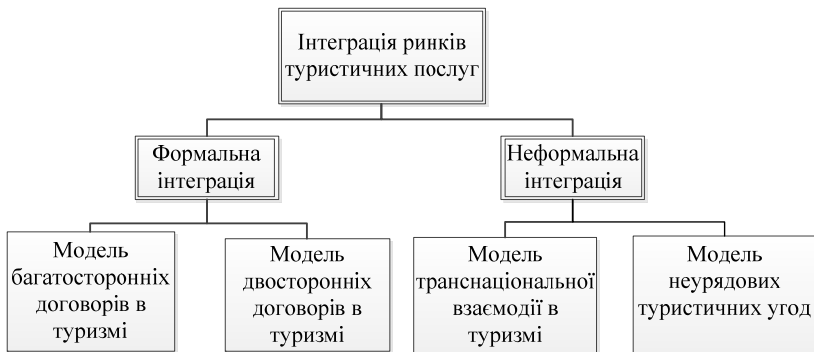 Інтеграція ринків
туристичних послуг
Формальна
інтеграція
Неформальна
інтеграція
Модель
багатосторонніх
договорів в
туризмі
Модель
двосторонніх
договорів в
туризмі
Модель
транснаціональної
взаємодії в
туризмі
Модель
неурядових
туристичних угод